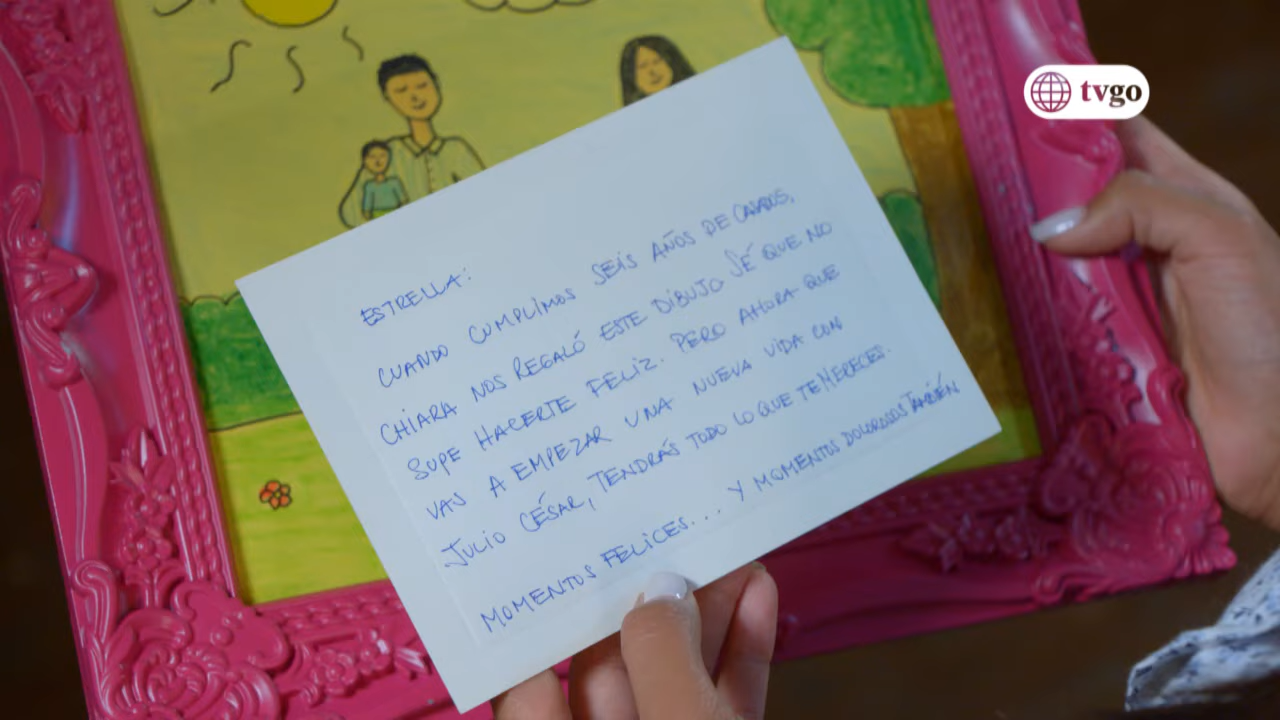 tvgo
ESTRELLA:
CUANDO CUMPLIMOS SEIS AÑOS DE CASADOS,
CHIARA NOS REGALÓ ESTE DIBUJO SÉ QUE NO
SUPE HACERTE FELIZ. PERO AHORA QUE
VAS A EMPEZAR UNA NUEVA VIDA CON
JULIO CÉSAR, TENDRÁS TODO LO QUE TE MERECES.
MOMENTOS FELICES... Y MOMENTOS DOLOROSOS TAMBIÉN